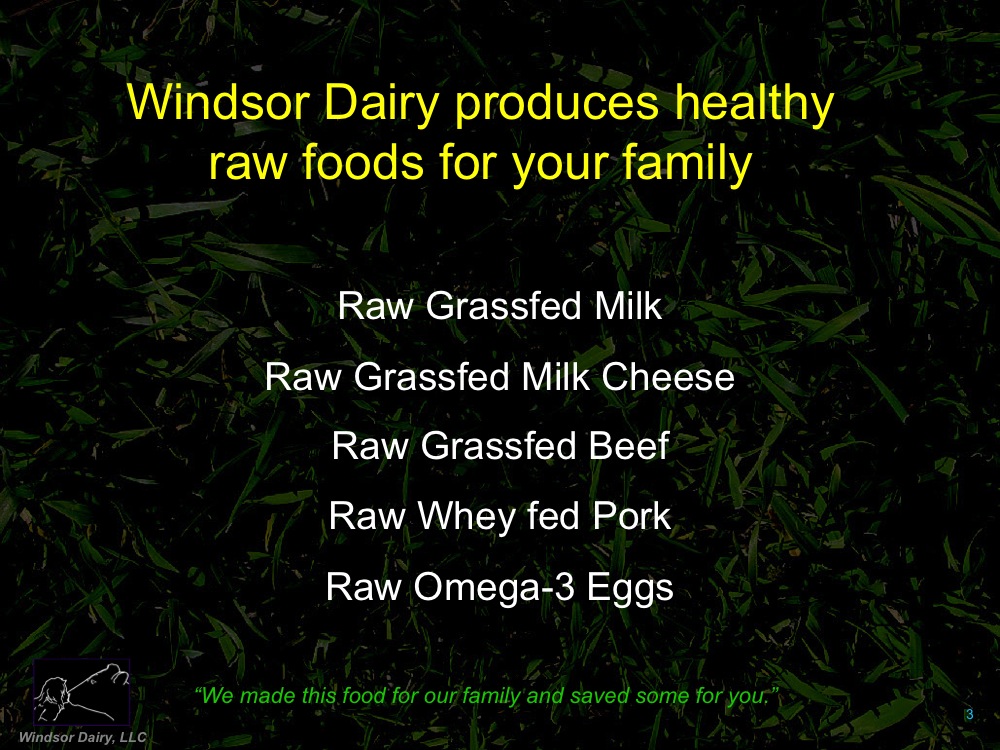 Windsor Dairy produces healthy
raw foods for your family
Raw Grassfed Milk
Raw Grassfed Milk Cheese
Raw Grassfed Beef
Raw Whey fed Pork
Raw Omega-3 Eggs
“We made this food for our family and saved some for you.”
3
Windsor Dairy, LLC